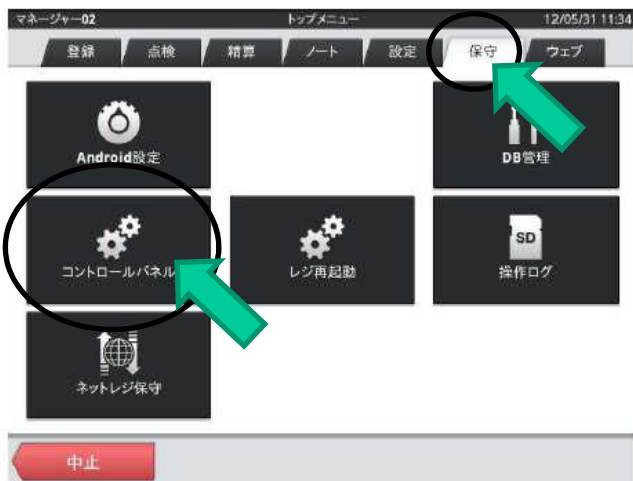 マネージャー02 トップメニュー 12/05/31 11:34
登録 点検 精算 ノート 設定 保守 ウェブ
Android設定 DB管理
コントロールパネル レジ再起動 SD 操作ログ
ネットレジ保守
中止